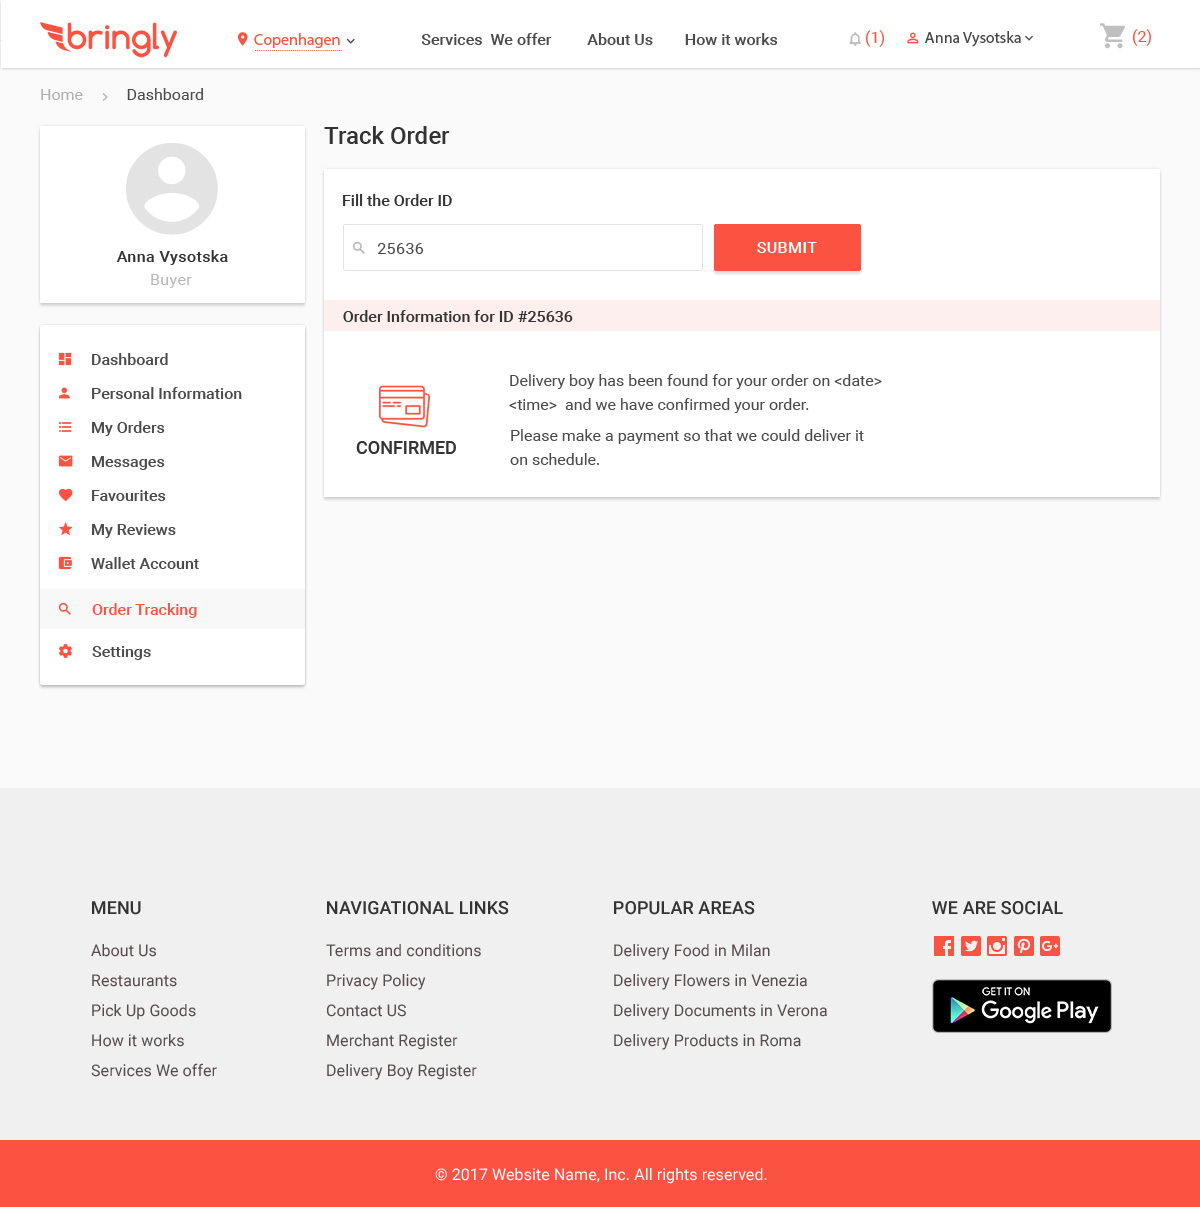 bringly
Copenhagen
Services We offer
About Us
How it works
(1)
Anna Vysotska
(2)
Home
Dashboard
Anna Vysotska
Buyer
Dashboard
Personal Information
My Orders
Messages
Favourites
My Reviews
Wallet Account
Order Tracking
Settings
Track Order
Fill the Order ID
25636
SUBMIT
Order Information for ID #25636
CONFIRMED
Delivery boy has been found for your order on <date>
<time> and we have confirmed your order.
Please make a payment so that we could deliver it
on schedule.
MENU
About Us
Restaurants
Pick Up Goods
How it works
Services We offer
NAVIGATIONAL LINKS
Terms and conditions
Privacy Policy
Contact US
Merchant Register
Delivery Boy Register
POPULAR AREAS
Delivery Food in Milan
Delivery Flowers in Venezia
Delivery Documents in Verona
Delivery Products in Roma
WE ARE SOCIAL
G+
GET IT ON
Google Play
© 2017 Website Name, Inc. All rights reserved.